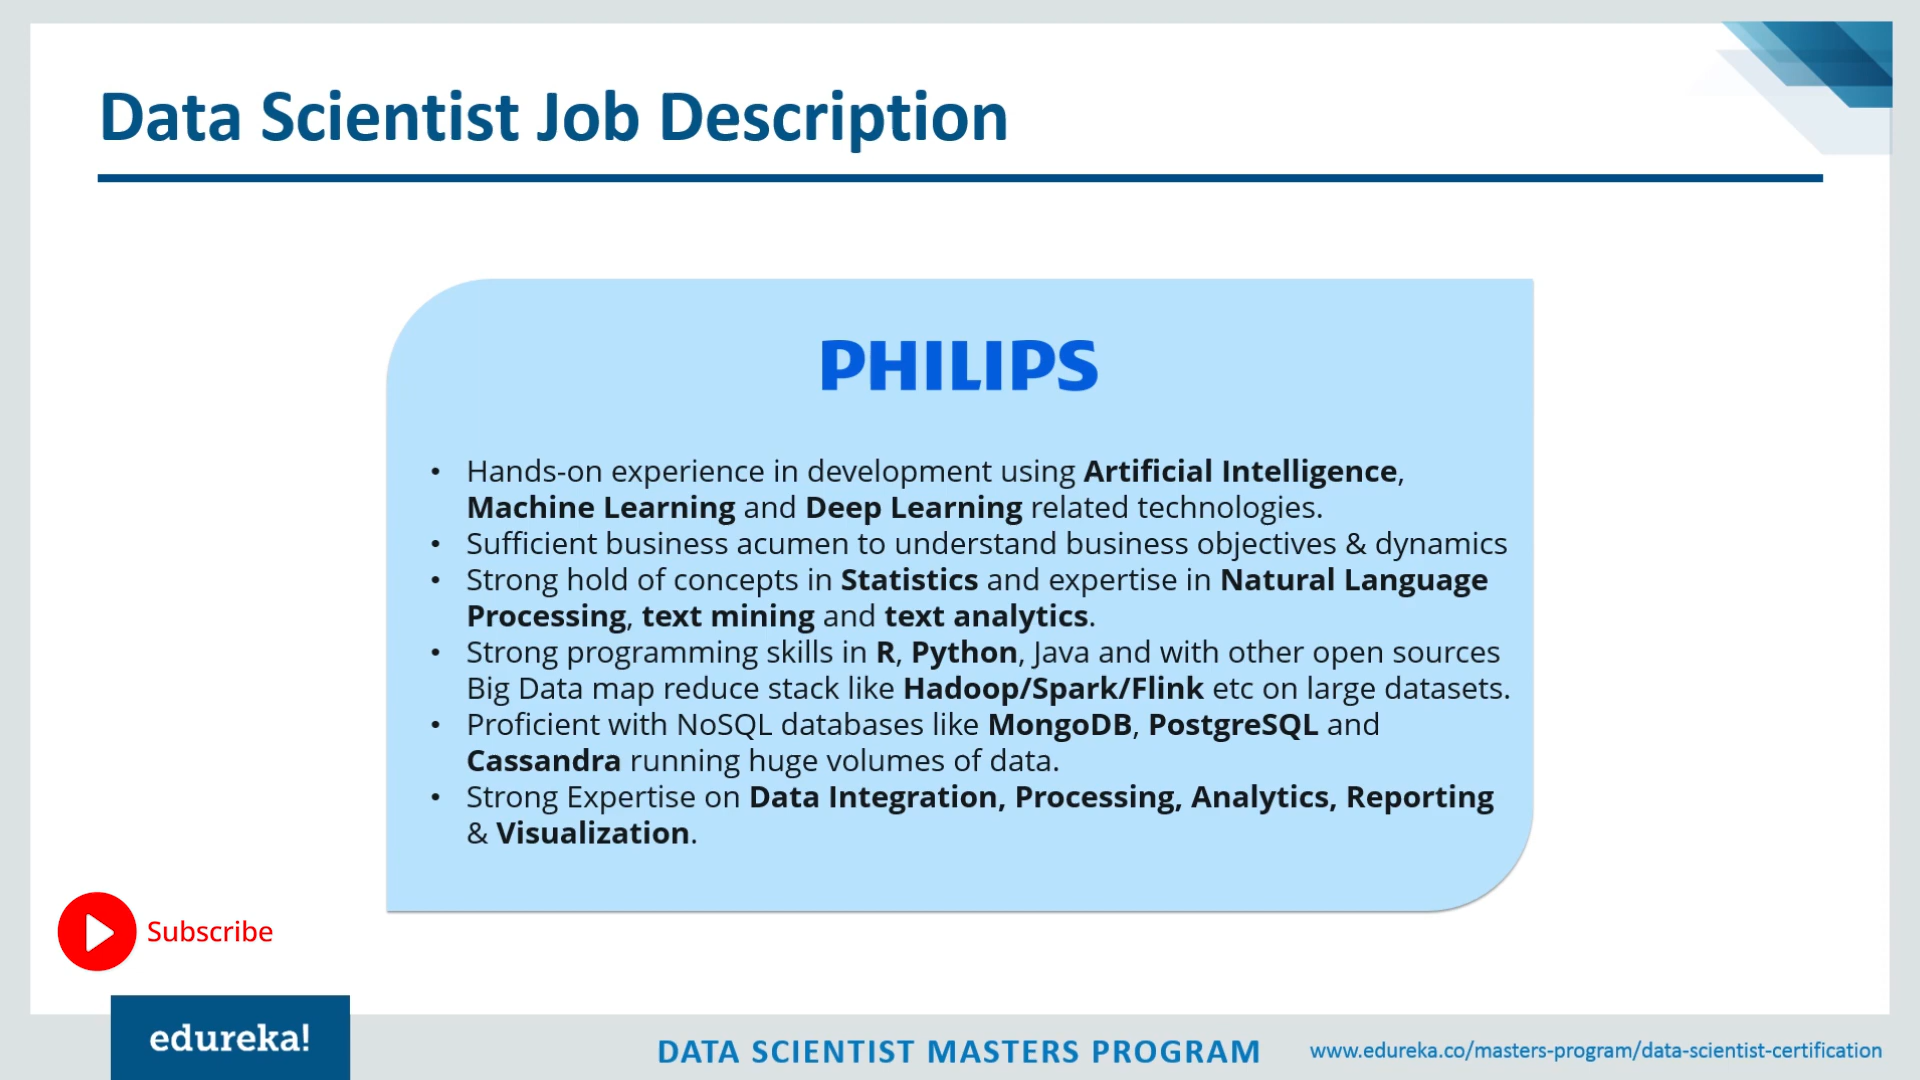 Data Scientist Job Description
PHILIPS
• Hands-on experience in development using Artificial Intelligence,
Machine Learning and Deep Learning related technologies.
• Sufficient business acumen to understand business objectives & dynamics
• Strong hold of concepts in Statistics and expertise in Natural Language
Processing, text mining and text analytics.
• Strong programming skills in R, Python, Java and with other open sources
Big Data map reduce stack like Hadoop/Spark/Flink etc on large datasets.
• Proficient with NoSQL databases like MongoDB, PostgreSQL and
Cassandra running huge volumes of data.
• Strong Expertise on Data Integration, Processing, Analytics, Reporting
& Visualization.
Subscribe
edureka!
DATA SCIENTIST MASTERS PROGRAM
www.edureka.co/masters-program/data-scientist-certification